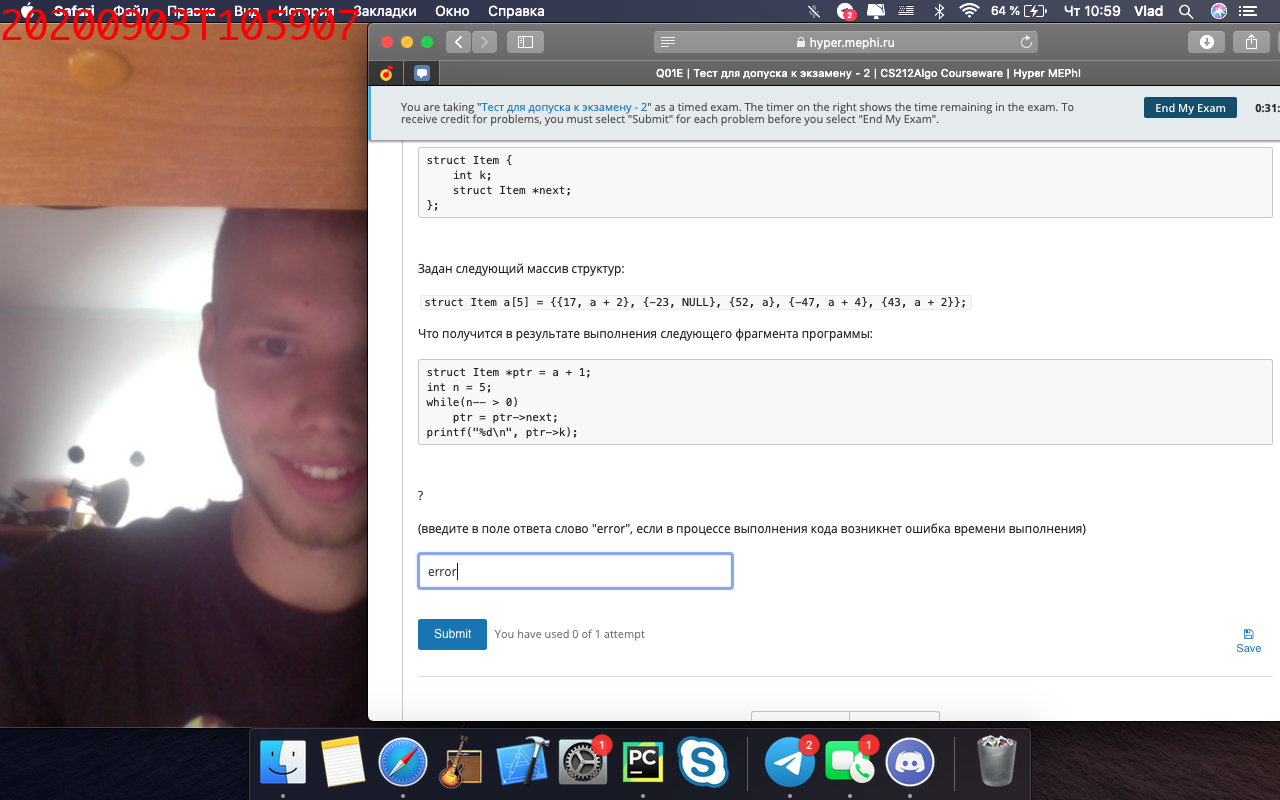 20200903T105907
Safari Файл Правка Вид История Закладки Окно Справка 2 64 % Чт 10:59 Vlad
hyper.mephi.ru
Q01E | Тест для допуска к экзамену - 2 | CS212Algo Courseware | Hyper MEPhI
You are taking "Тест для допуска к экзамену - 2" as a timed exam. The timer on the right shows the time remaining in the exam. To
receive credit for problems, you must select "Submit" for each problem before you select "End My Exam".
End My Exam 0:31:
struct Item {
int k;
struct Item *next;
};
Задан следующий массив структур:
struct Item a[5] = {{17, a + 2}, {-23, NULL}, {52, a}, {-47, a + 4}, {43, a + 2}};
Что получится в результате выполнения следующего фрагмента программы:
struct Item *ptr = a + 1;
int n = 5;
while(n-- > 0)
ptr = ptr->next;
printf("%d\n", ptr->k);
?
(введите в поле ответа слово "error", если в процессе выполнения кода возникнет ошибка времени выполнения)
error
Submit You have used 0 of 1 attempt
Save
1
PC
2
1